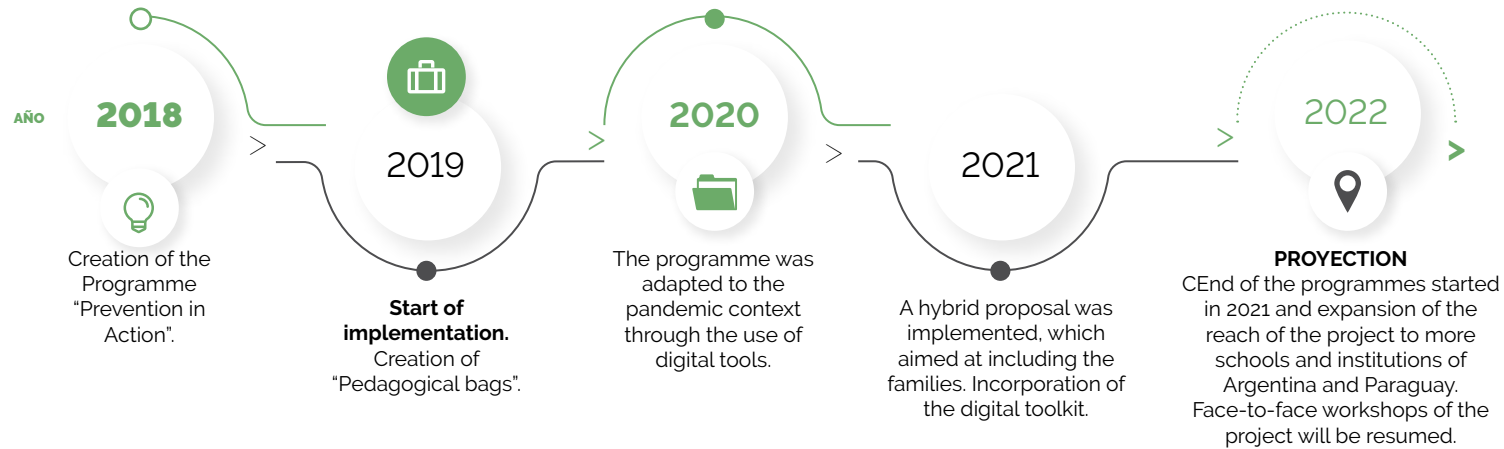 AÑO
2018
Creation of the
Programme
“Prevention in
Action”.
2019
Start of
implementation.
Creation of
“Pedagogical bags”.
2020
The programme was
adapted to the
pandemic context
through the use of
digital tools.
2021
A hybrid proposal was
implemented, which
aimed at including the
families. Incorporation of
the digital toolkit.
2022
PROYECTION
CEnd of the programmes started
in 2021 and expansion of the
reach of the project to more
schools and institutions of
Argentina and Paraguay.
Face-to-face workshops of the
project will be resumed.